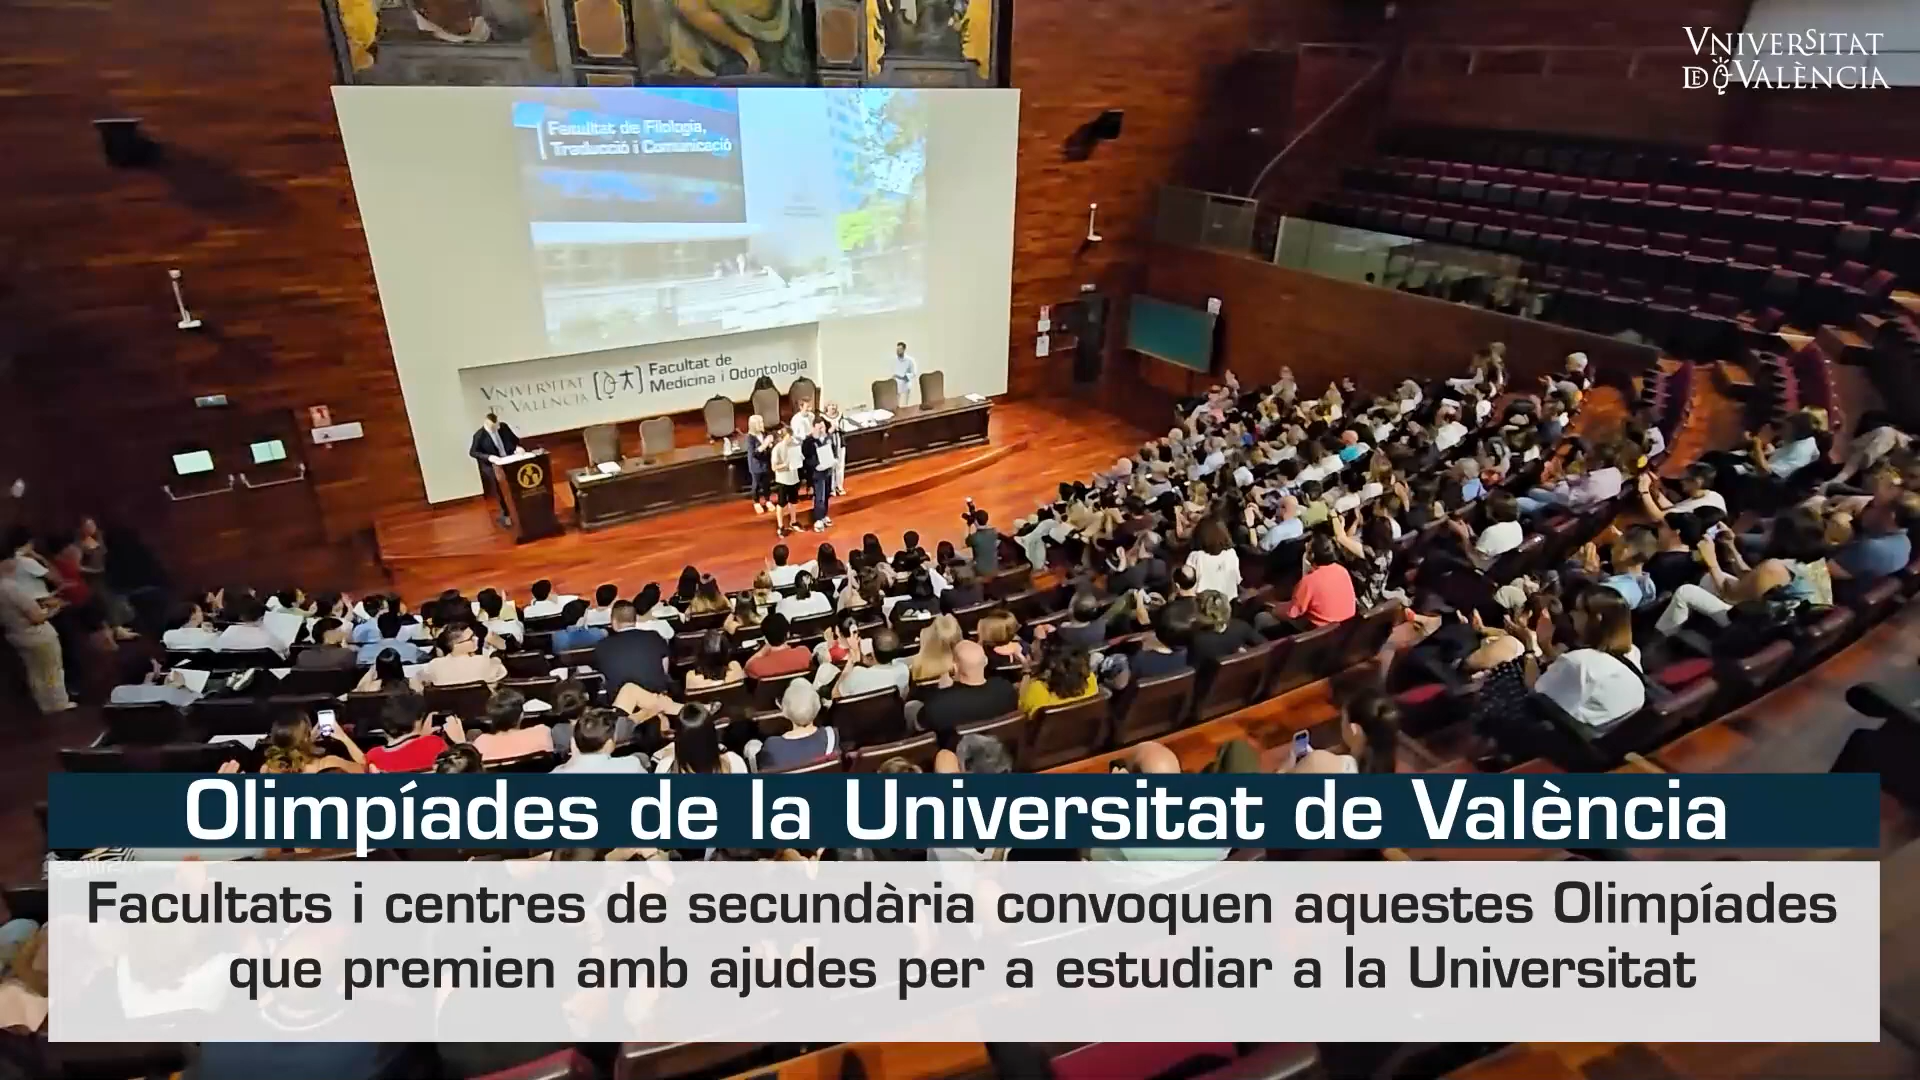 VNIVERSITAT
DE VALÈNCIA
Facultat de Filologia,
Traducció i Comunicació
VNIVERSITAT
DE VALÈNCIA
Facultat de
Medicina i Odontologia
Olimpíades de la Universitat de València
Facultats i centres de secundària convoquen aquestes Olimpíades
que premien amb ajudes per a estudiar a la Universitat